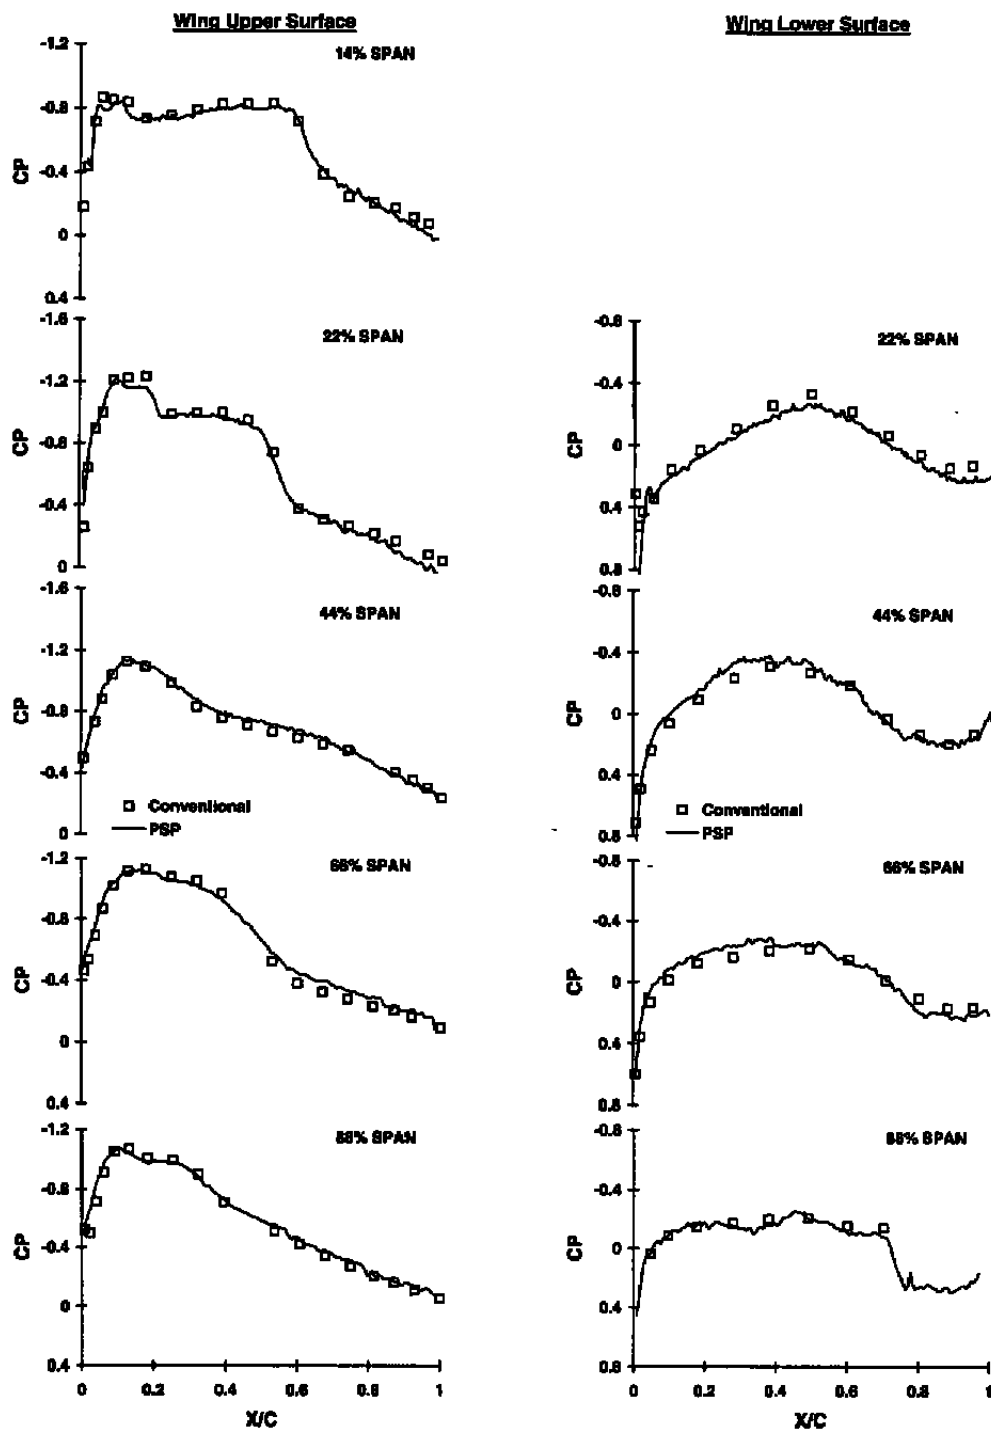 Wing Upper Surface
14% SPAN
-1.2
-0.8
-0.4
0
0.4
CP
22% SPAN
-1.6
-1.2
-0.8
-0.4
0
CP
44% SPAN
-1.6
-1.2
-0.8
-0.4
0
CP
Conventional
PSP
66% SPAN
-1.2
-0.8
-0.4
0
0.4
CP
88% SPAN
-1.2
-0.8
-0.4
0
0.4
CP
0 0.2 0.4 0.6 0.8 1
X/C
Wing Lower Surface
22% SPAN
-0.8
-0.4
0
0.4
0.8
CP
44% SPAN
-0.8
-0.4
0
0.4
0.8
CP
Conventional
PSP
66% SPAN
-0.8
-0.4
0
0.4
0.8
CP
88% SPAN
-0.8
-0.4
0
0.4
0.8
CP
0 0.2 0.4 0.6 0.8 1
X/C